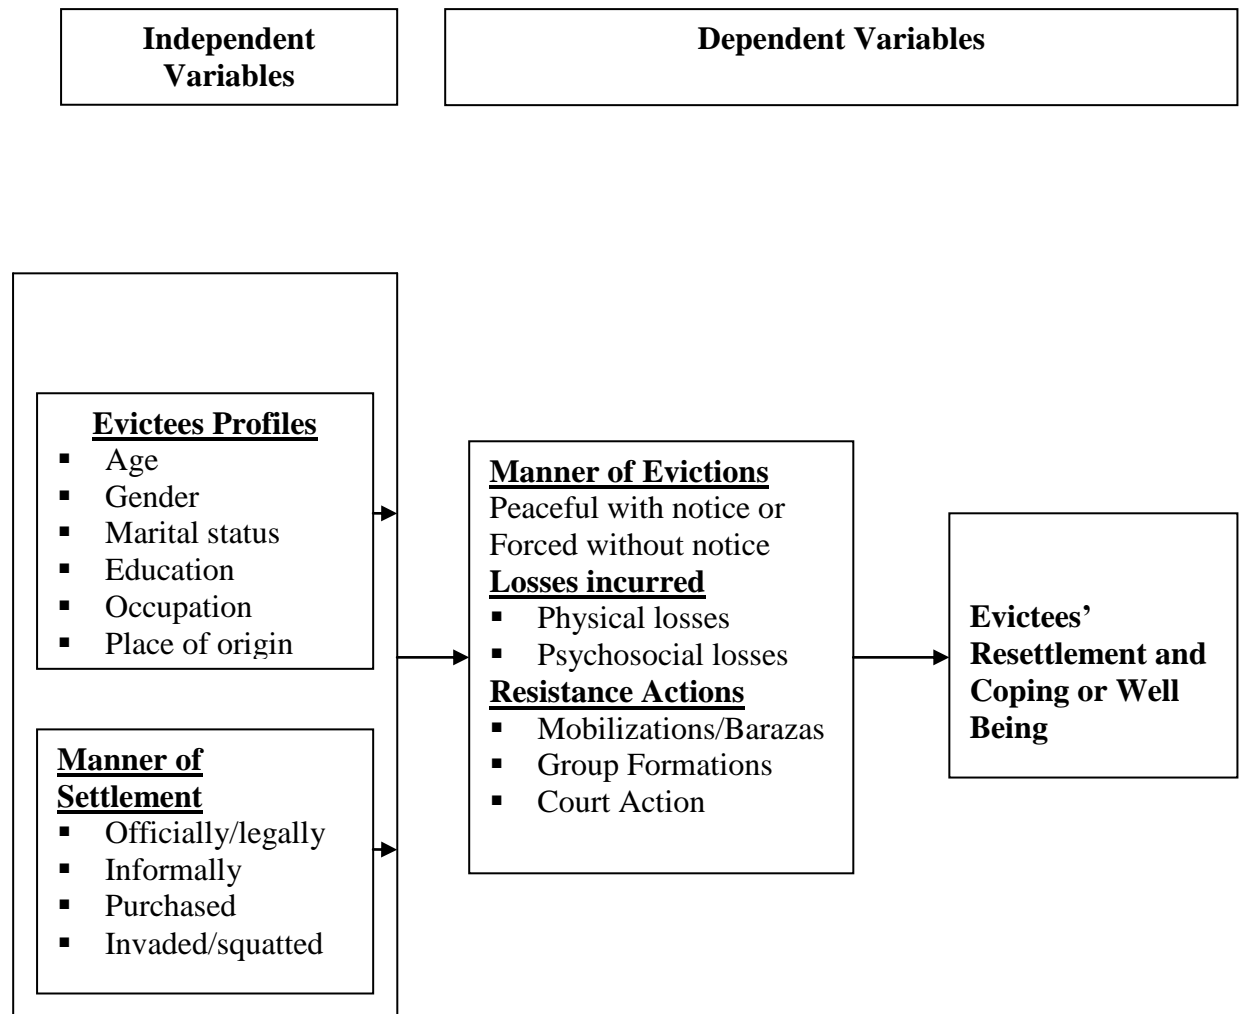 Independent
Variables
Dependent Variables
Evictees Profiles
▪ Age
▪ Gender
▪ Marital status
▪ Education
▪ Occupation
▪ Place of origin
Manner of
Settlement
▪ Officially/legally
▪ Informally
▪ Purchased
▪ Invaded/squatted
Manner of Evictions
Peaceful with notice or
Forced without notice
Losses incurred
▪ Physical losses
▪ Psychosocial losses
Resistance Actions
▪ Mobilizations/Barazas
▪ Group Formations
▪ Court Action
Evictees’
Resettlement and
Coping or Well
Being